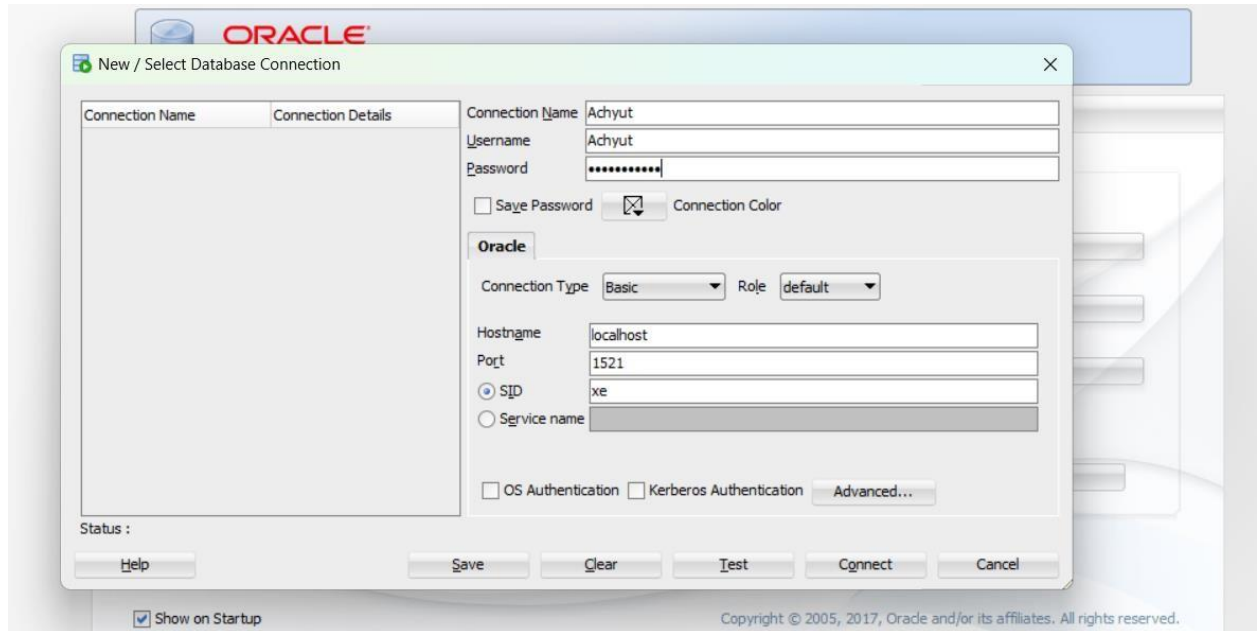 ORACLE
New / Select Database Connection
Connection Name Connection Details
Connection Name Achyut
Username Achyut
Password •••••••••••
Save Password Connection Color
Oracle
Connection Type Basic Role default
Hostname localhost
Port 1521
SID xe
Service name
OS Authentication Kerberos Authentication Advanced...
Status :
Help Save Clear Test Connect Cancel
Show on Startup Copyright © 2005, 2017, Oracle and/or its affiliates. All rights reserved.